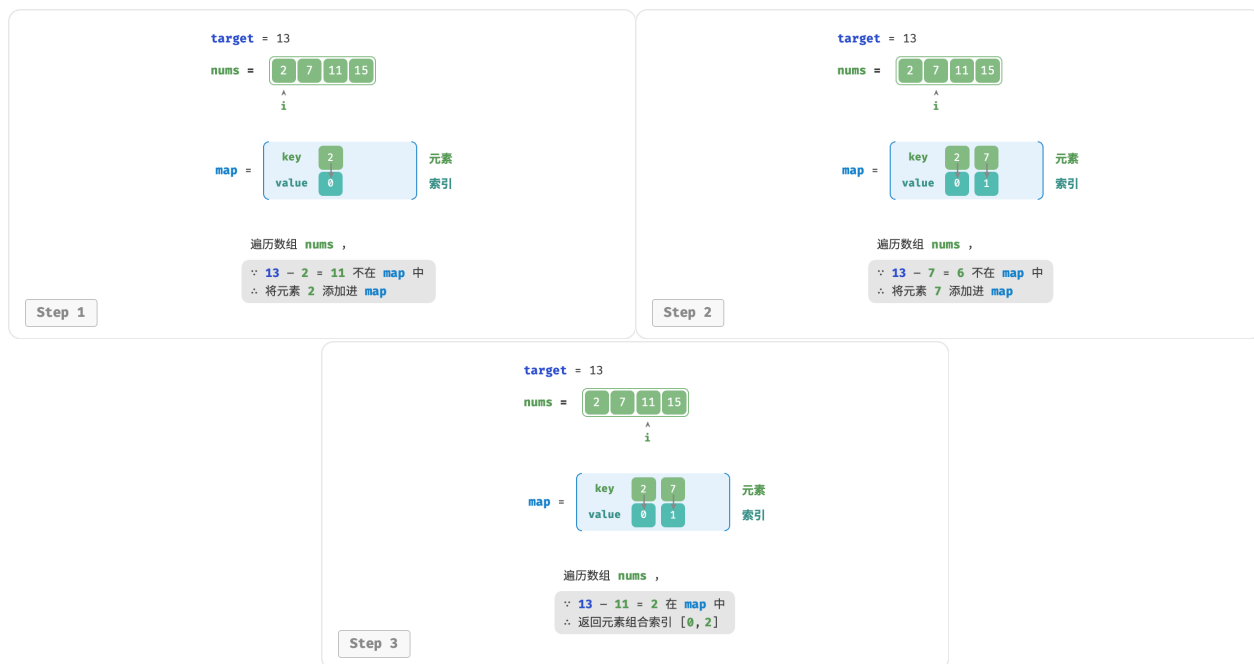 target = 13
nums = 2 7 11 15
i
key 2 元素
map =
value 0 索引
遍历数组 nums ，
∵ 13 − 2 = 11 不在 map 中
∴ 将元素 2 添加进 map
Step 1
target = 13
nums = 2 7 11 15
i
key 2 7 元素
map =
value 0 1 索引
遍历数组 nums ，
∵ 13 − 7 = 6 不在 map 中
∴ 将元素 7 添加进 map
Step 2
target = 13
nums = 2 7 11 15
i
key 2 7 元素
map =
value 0 1 索引
遍历数组 nums ，
∵ 13 − 11 = 2 在 map 中
∴ 返回元素组合索引 [0,2]
Step 3